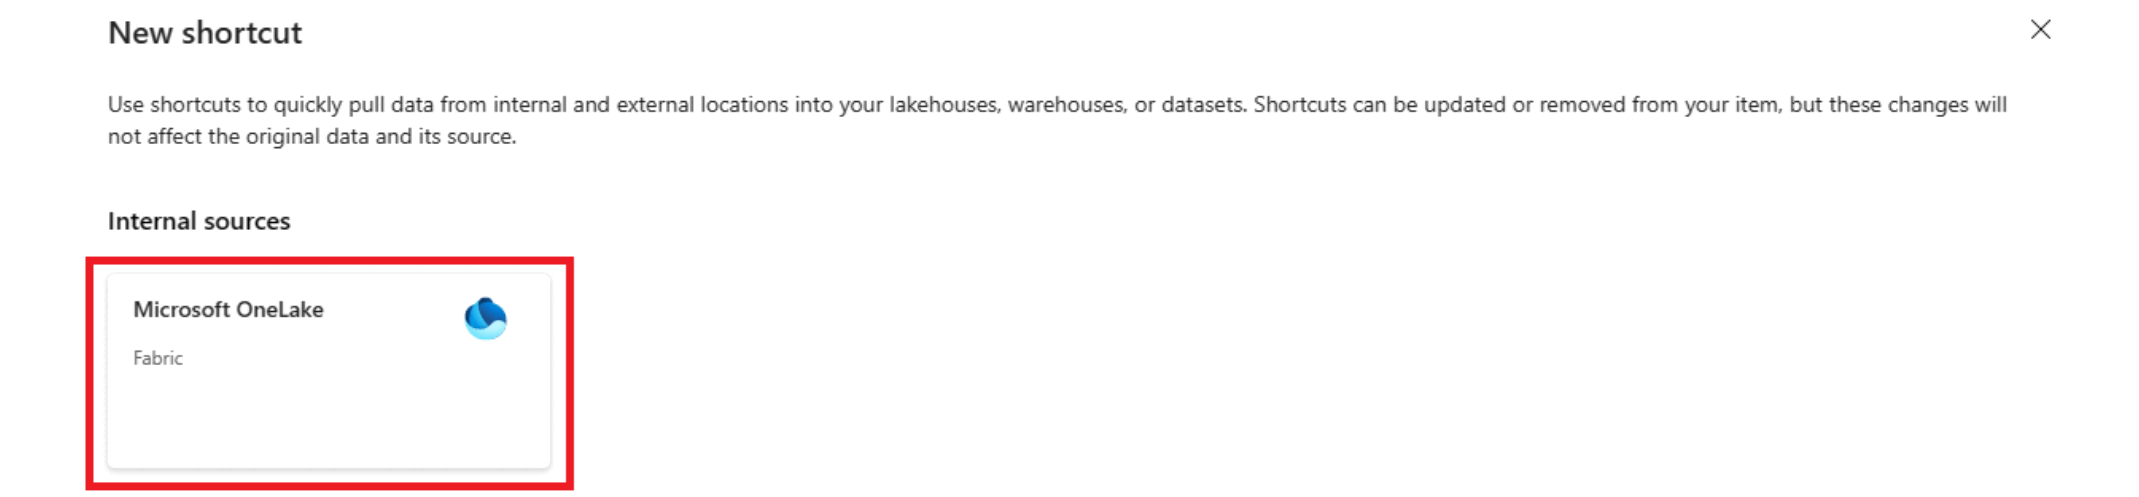 New shortcut
Use shortcuts to quickly pull data from internal and external locations into your lakehouses, warehouses, or datasets. Shortcuts can be updated or removed from your item, but these changes will
not affect the original data and its source.
Internal sources
Microsoft OneLake
Fabric